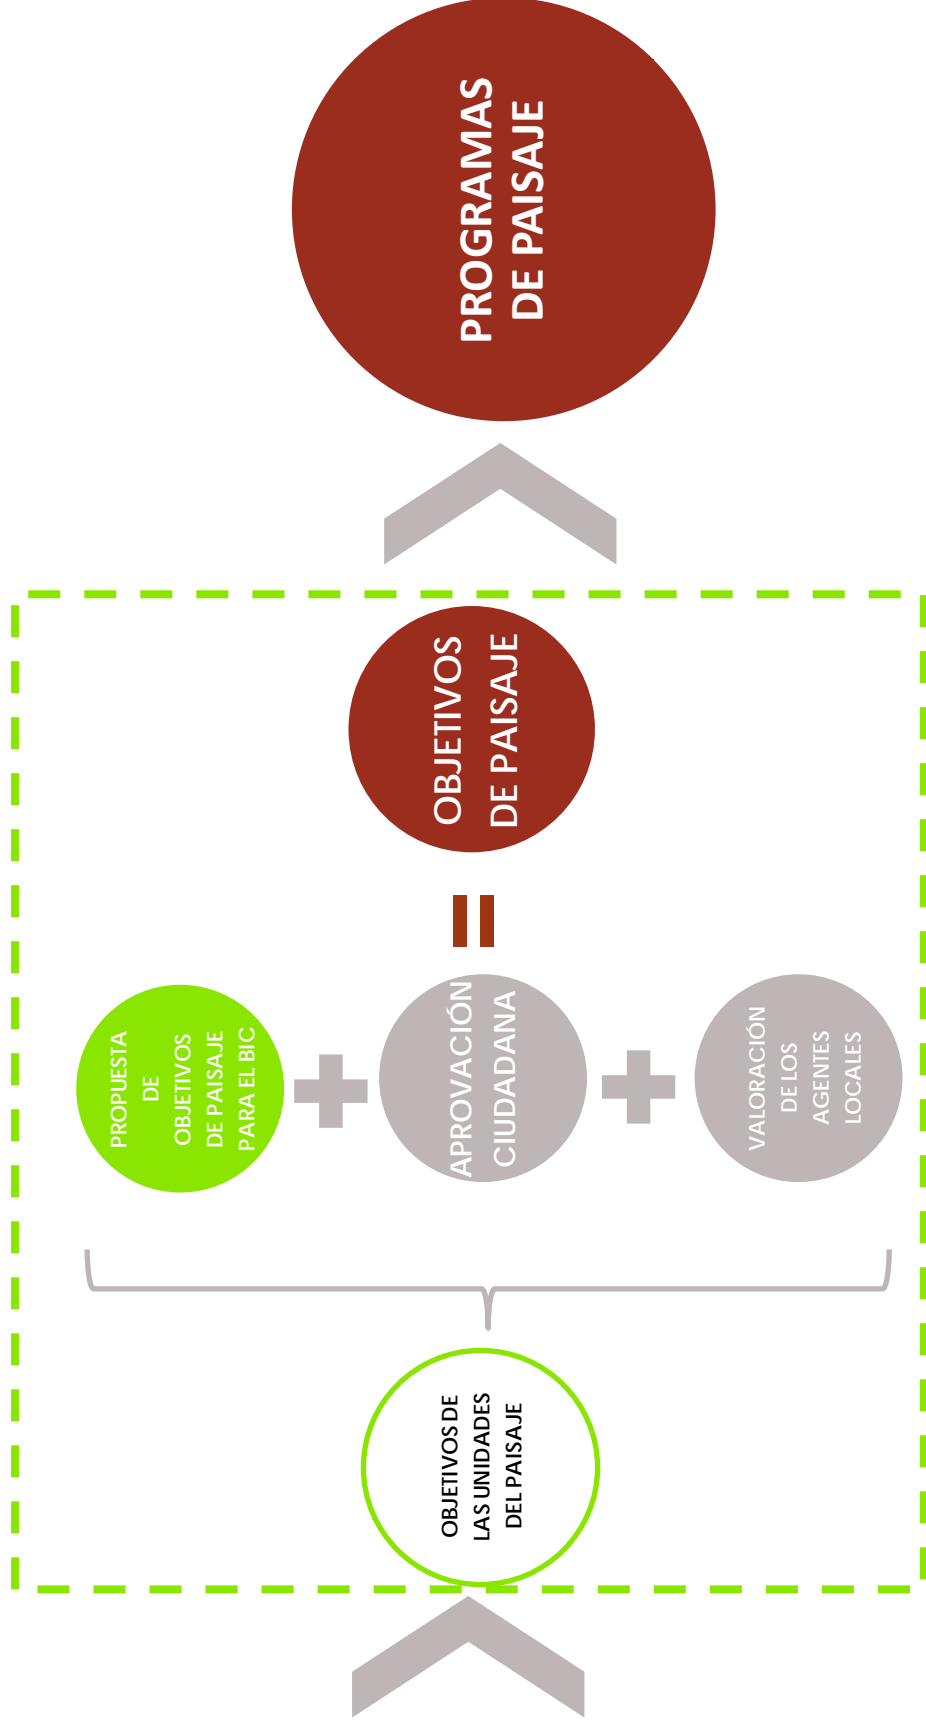 OBJETIVOS DE
LAS UNIDADES
DEL PAISAJE
PROPUESTA
DE
OBJETIVOS
DE PAISAJE
PARA EL BIC
APROVACIÓN
CIUDADANA
VALORACIÓN
DE LOS
AGENTES
LOCALES
OBJETIVOS
DE PAISAJE
PROGRAMAS
DE PAISAJE